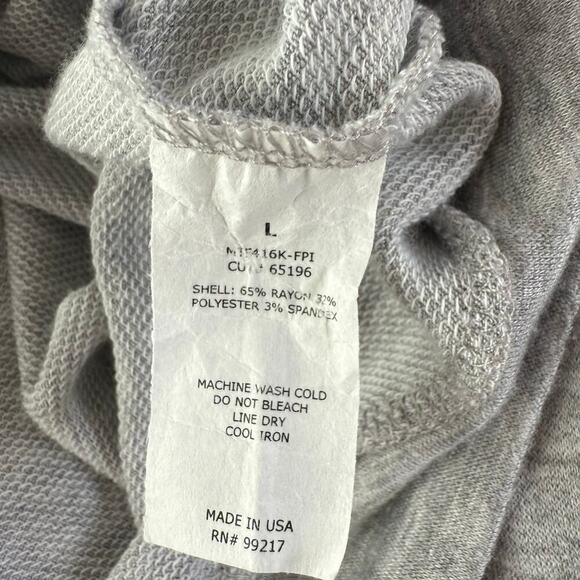 L
CUT# 65196
SHELL: 65% RAYON 32%
POLYESTER 3% SPANDEX
MACHINE WASH COLD
DO NOT BLEACH
LINE DRY
COOL IRON
MADE IN USA
RN# 99217